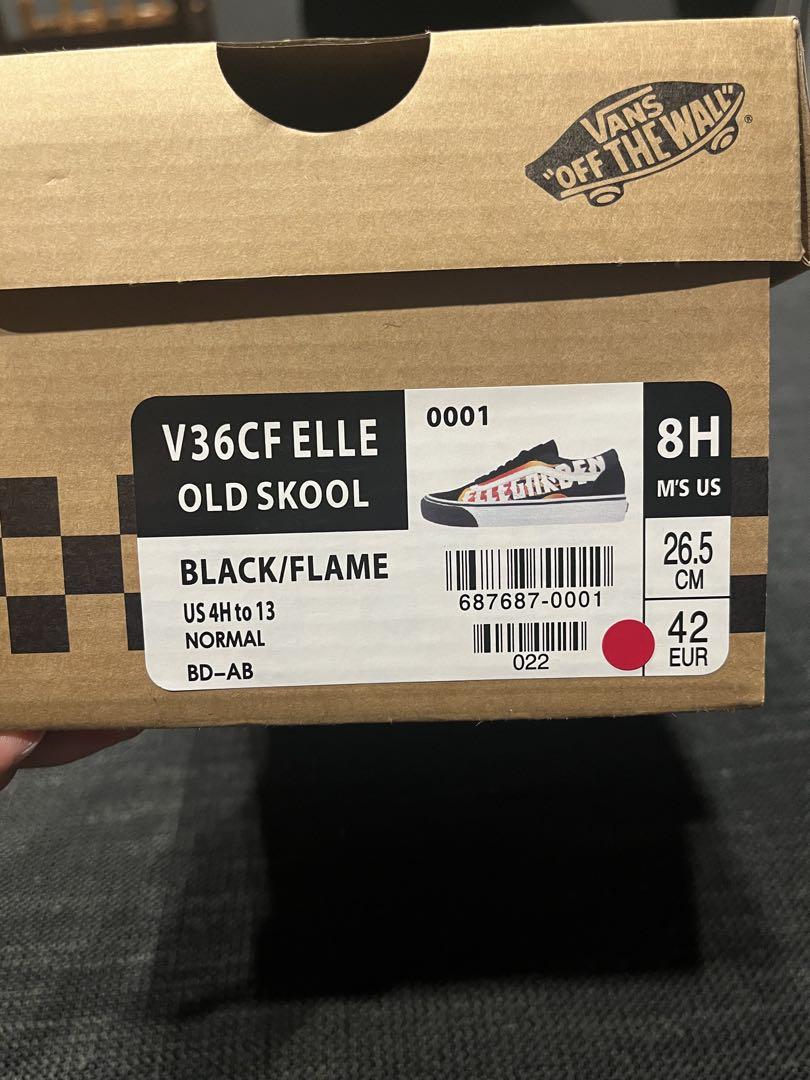 VANS
"OFF THE WALL"®
V36CF ELLE
OLD SKOOL
0001
ELLEGARDEN
8H
M'S US
BLACK/FLAME
US 4H to 13
NORMAL
BD-AB
687687-0001
022
26.5
CM
42
EUR